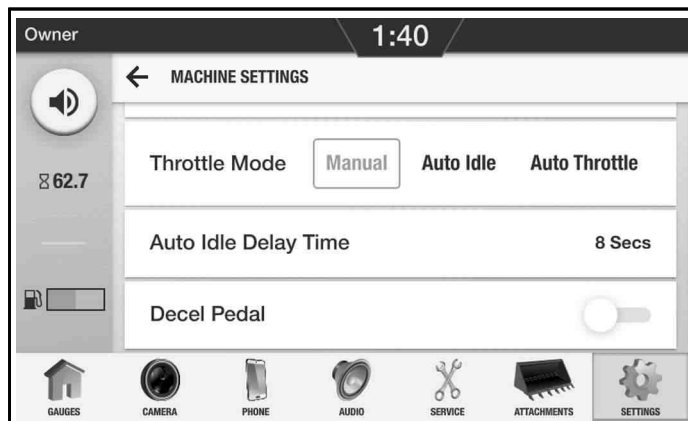 Owner
1:40
MACHINE SETTINGS
62.7
Throttle Mode Manual Auto Idle Auto Throttle
Auto Idle Delay Time 8 Secs
Decel Pedal
GAUGES CAMERA PHONE AUDIO SERVICE ATTACHMENTS SETTINGS